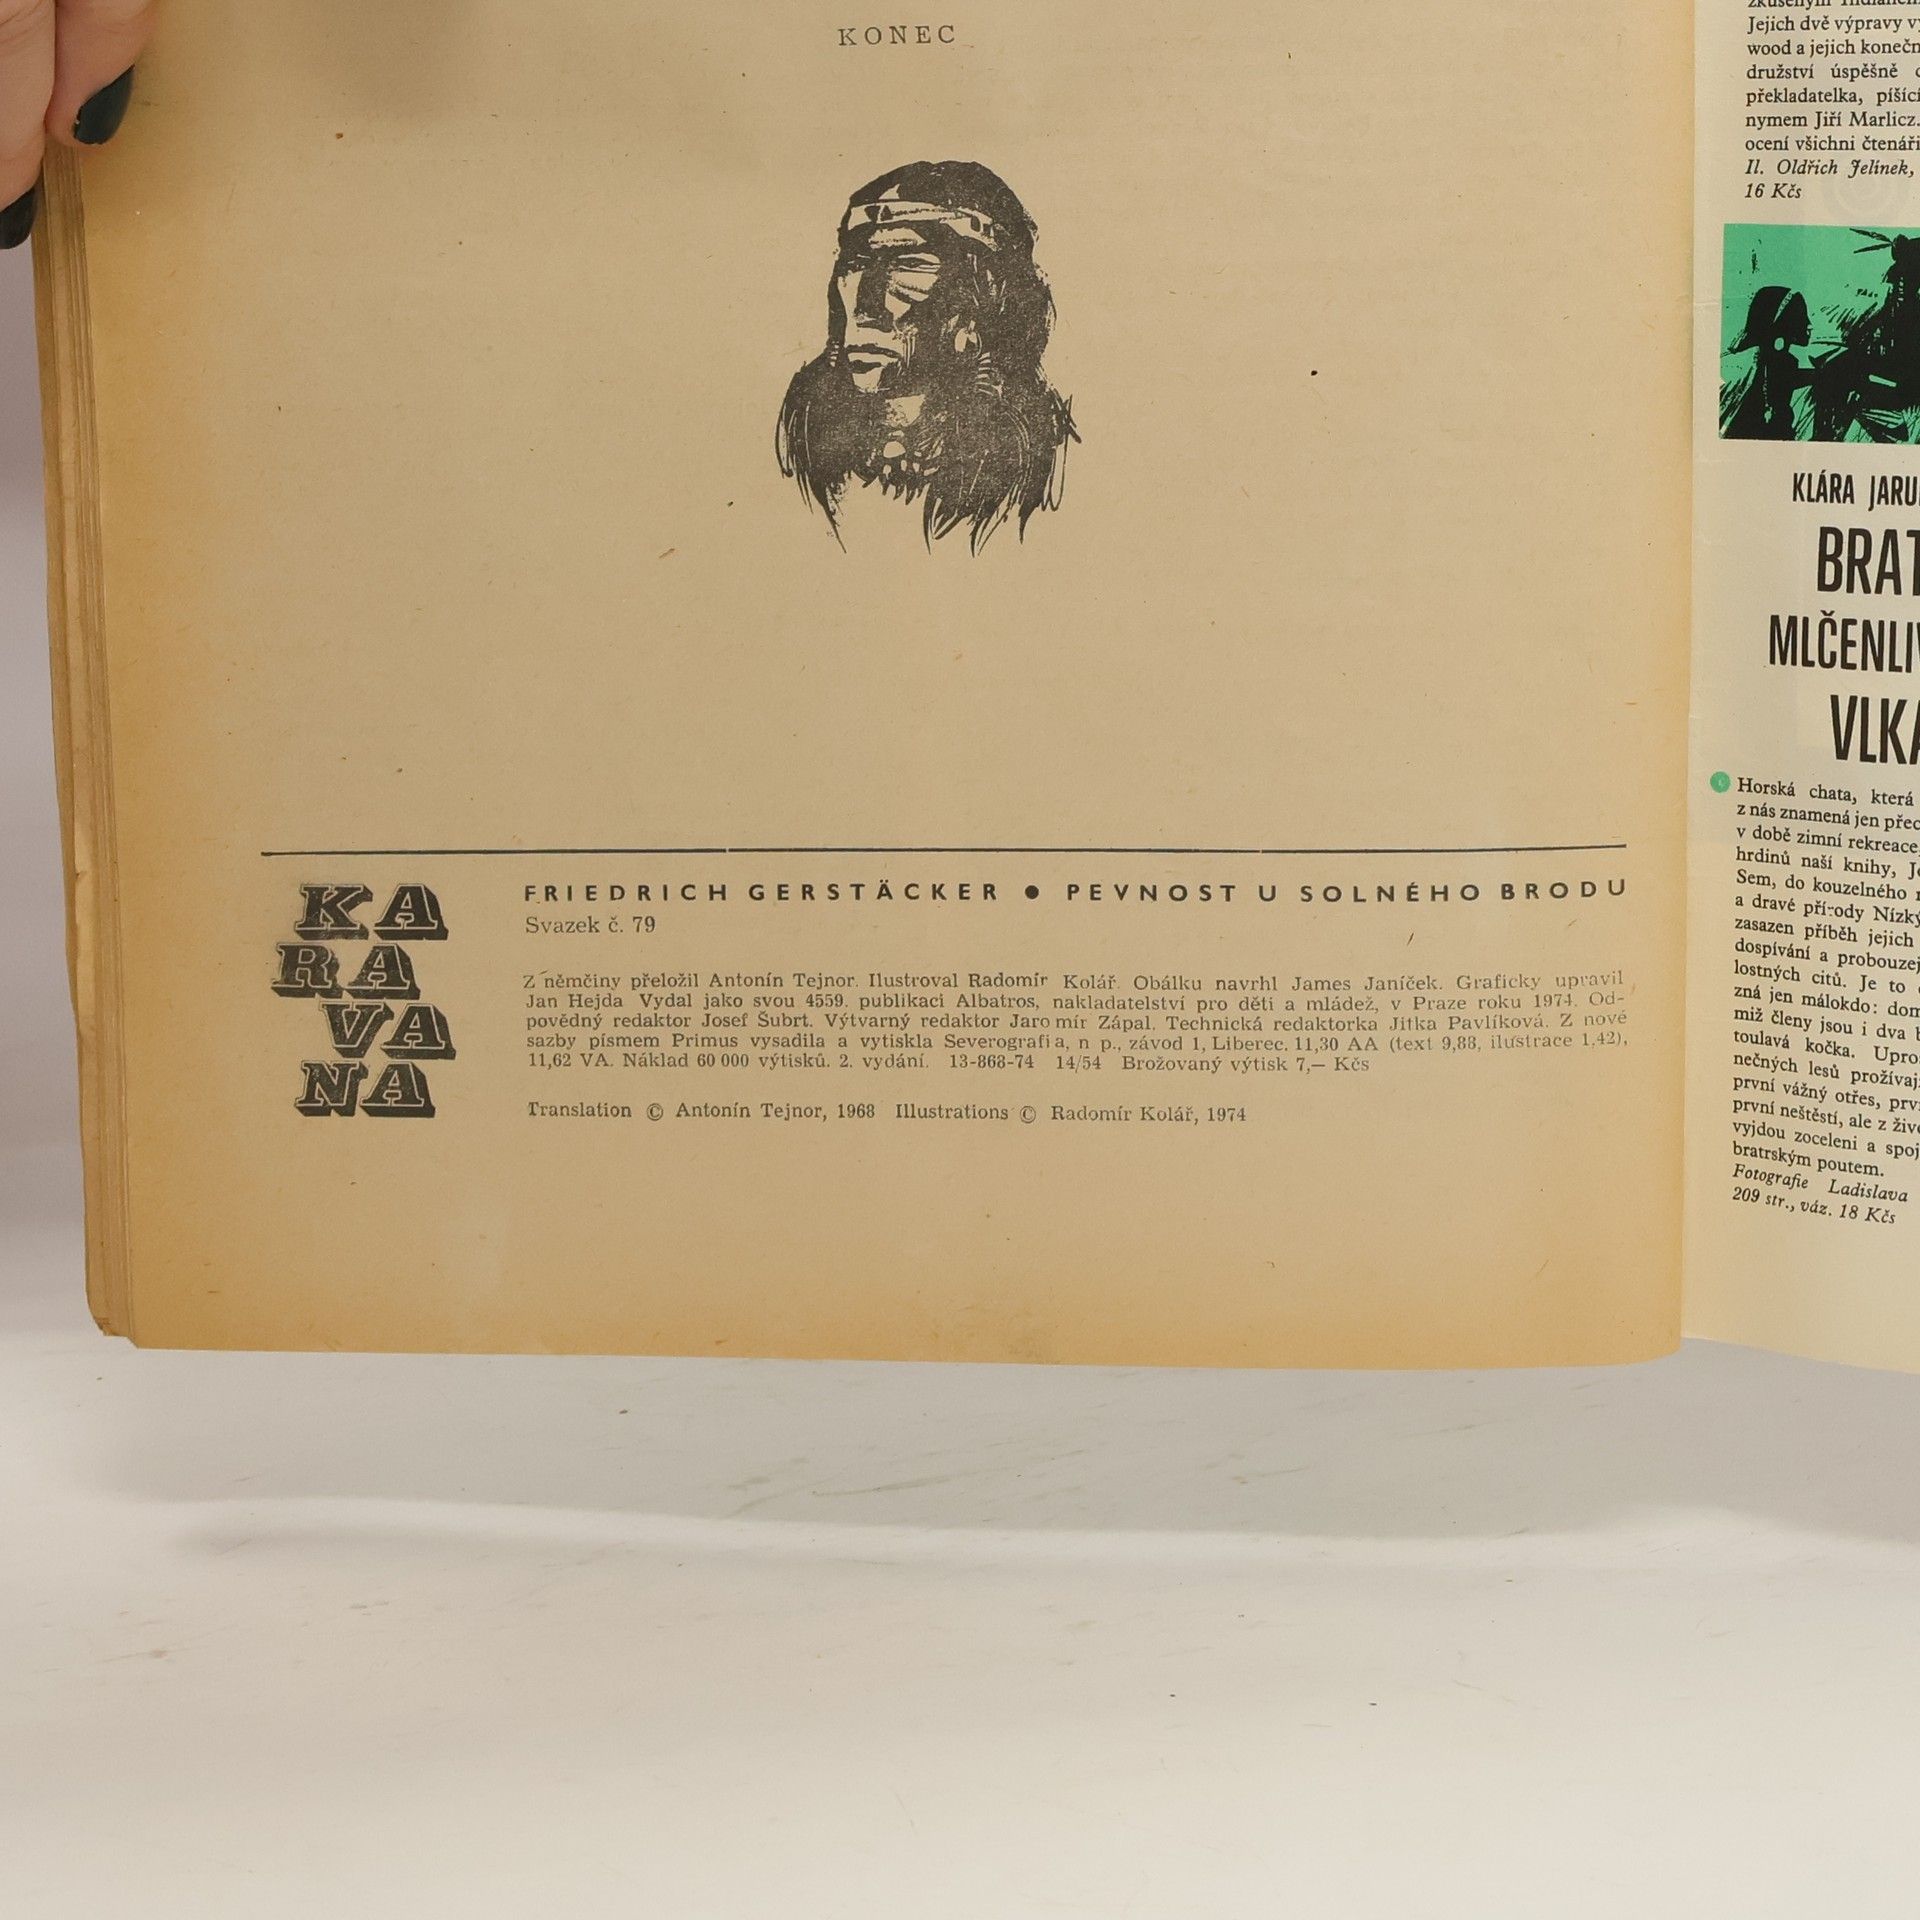 KONEC
KA
RA
VA
NA
FRIEDRICH GERSTÄCKER ● PEVNOST U SOLNÉHO BRODU
Svazek č. 79
Z němčiny přeložil Antonín Tejnor. Ilustroval Radomír Kolář. Obálku navrhl James Janíček. Graficky upravil
Jan Hejda Vydal jako svou 4559. publikaci Albatros, nakladatelství pro děti a mládež, v Praze roku 1974. Od-
povědný redaktor Josef Šubrt. Výtvarný redaktor Jaromír Zápal. Technická redaktorka Jitka Pavlíková. Z nové
sazby písmem Primus vysadila a vytiskla Severografia, n p., závod 1, Liberec. 11,30 AA (text 9,88, ilustrace 1,42),
11,62 VA. Náklad 60 000 výtisků. 2. vydání. 13-868-74 14/54 Brožovaný výtisk 7,— Kčs
Translation © Antonín Tejnor, 1968 Illustrations © Radomír Kolář, 1974
Jejich dvě výpravy
wood a jejich
družství úspěšně
překladatelka, píšící
nymem Jiří Marlicz.
ocení všichni čtenáři
Il. Oldřich Jelínek,
16 Kčs
KLÁRA
VLKA
Horská chata, která
z nás znamená jen
v době zimní rekreace,
hrdinů naší knihy,
Sem, do kouzelného
a dravé přírody
zasazen příběh jejich
dospívání a
lostných citů. Je to
zná jen málokdo:
miž členy jsou i dva
toulavá kočka.
nečných lesů
první vážný otřes,
první neštěstí, ale z
vyjdou zoceleni a
bratrským poutem.
Fotografie Ladislava
209 str., váz. 18 Kčs